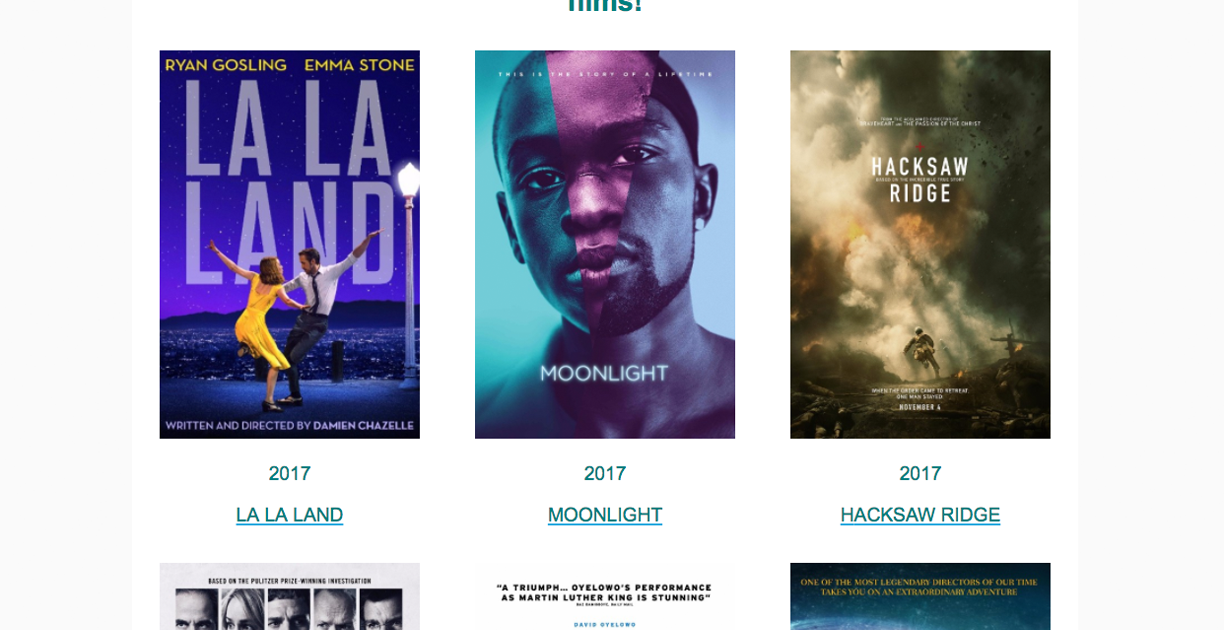 films!
RYAN GOSLING EMMA STONE
LA LA
LAND
WRITTEN AND DIRECTED BY DAMIEN CHAZELLE
THIS IS THE STORY OF A LIFETIME
MOONLIGHT
FROM THE ACCLAIMED DIRECTOR OF
BRAVEHEART AND THE PASSION OF THE CHRIST
HACKSAW
BASED ON THE INCREDIBLE TRUE STORY
RIDGE
WHEN THE ORDER CAME TO RETREAT,
ONE MAN STAYED
NOVEMBER 4
2017 2017 2017
LA LA LAND MOONLIGHT HACKSAW RIDGE
BASED ON THE PULITZER PRIZE-WINNING INVESTIGATION
“A TRIUMPH... OYELOWO’S PERFORMANCE
AS MARTIN LUTHER KING IS STUNNING”
DAVID OYELOWO
ONE OF THE MOST LEGENDARY DIRECTORS OF OUR TIME
TAKES YOU ON AN EXTRAORDINARY ADVENTURE